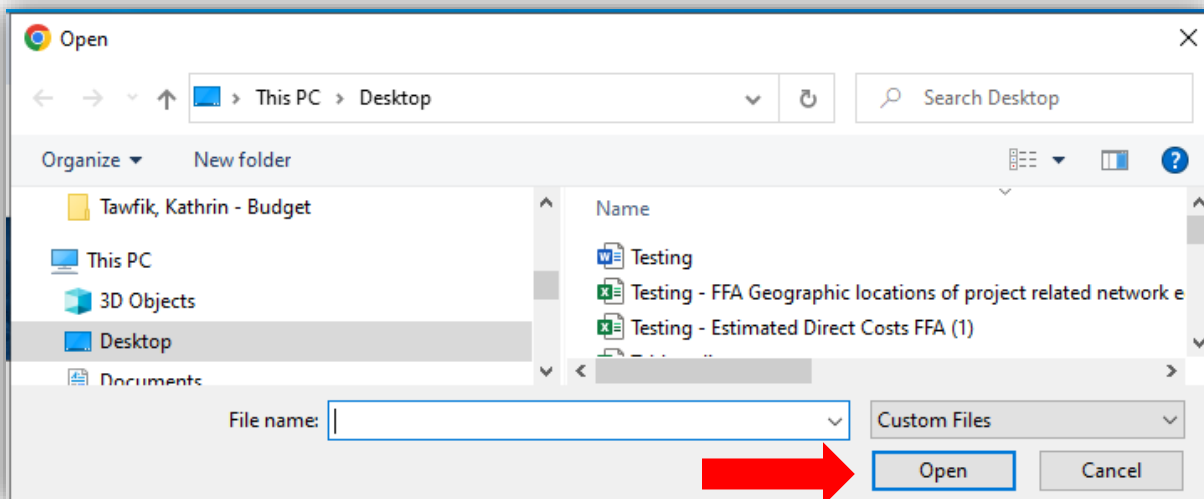 Open
This PC > Desktop
Search Desktop
Organize
New folder
Tawfik, Kathrin - Budget
This PC
3D Objects
Desktop
Documents
Name
Testing
Testing - FFA Geographic locations of project related network e
Testing - Estimated Direct Costs FFA (1)
File name:
Custom Files
Open
Cancel